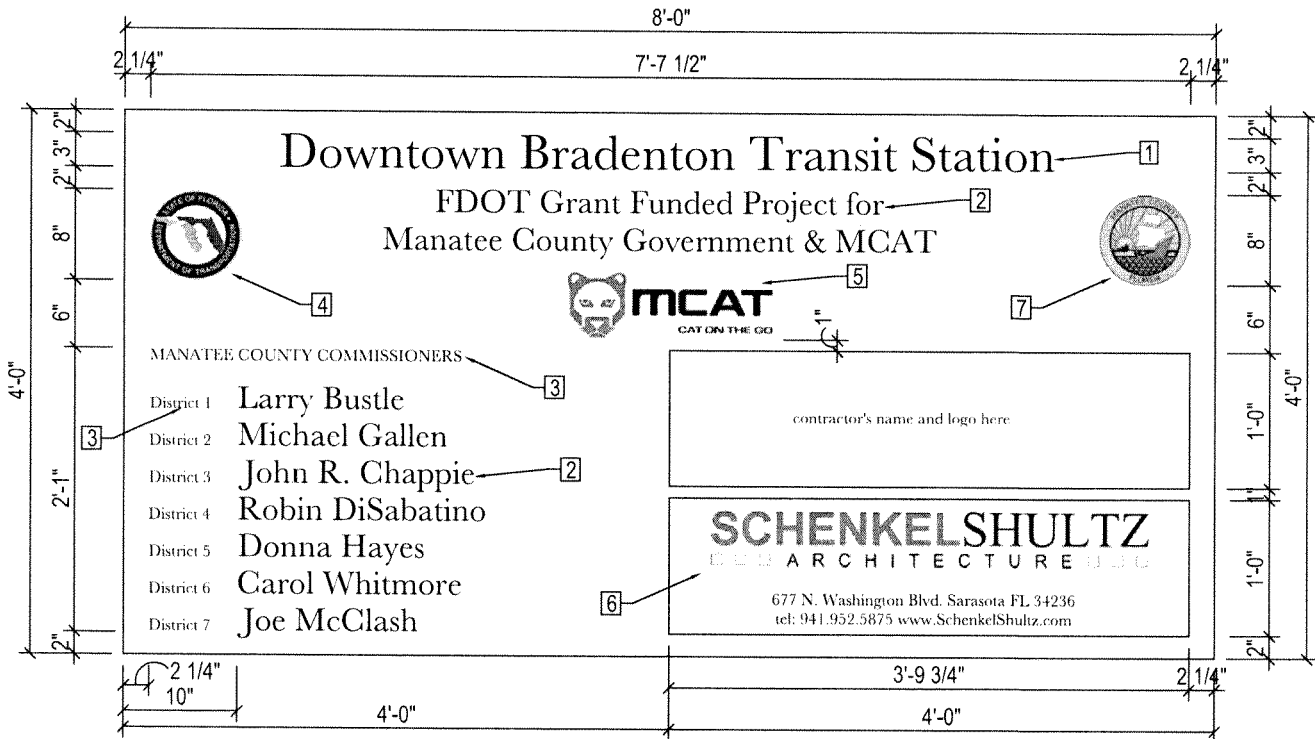 8'-0"
2 1/4" 7'-7 1/2" 2 1/4"
4'-0"
2"
3"
2"
8"
6"
2'-1"
2"
Downtown Bradenton Transit Station 1
FDOT Grant Funded Project for 2
Manatee County Government & MCAT
4
5
7
MCAT
CAT ON THE GO
1"
MANATEE COUNTY COMMISSIONERS
3
3
District 1 Larry Bustle
District 2 Michael Gallen
District 3 John R. Chappie 2
District 4 Robin DiSabatino
District 5 Donna Hayes
District 6 Carol Whitmore
District 7 Joe McClash
contractor's name and logo here
SCHENKELSHULTZ
ARCHITECTURE
6
677 N. Washington Blvd. Sarasota FL 34236
tel: 941.952.5875 www.SchenkelShultz.com
2"
3"
2"
8"
6"
1'-0"
1"
1'-0"
2"
4'-0"
2 1/4"
10"
3'-9 3/4" 2 1/4"
4'-0" 4'-0"